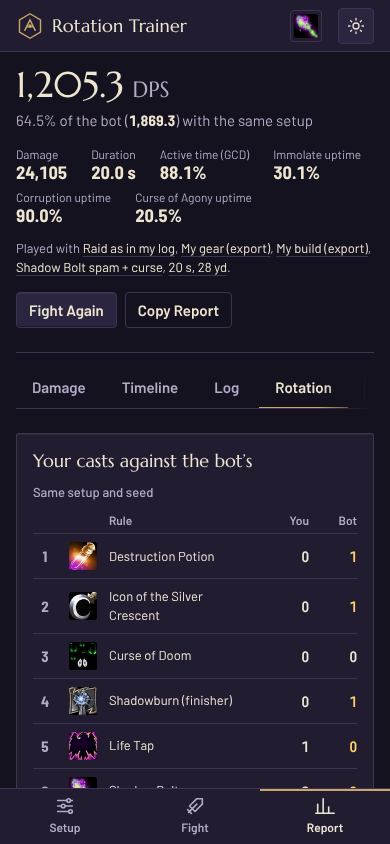 Rotation Trainer
1,205.3 DPS
64.5% of the bot (1,869.3) with the same setup
Damage Duration Active time (GCD) Immolate uptime
24,105 20.0 s 88.1% 30.1%
Corruption uptime Curse of Agony uptime
90.0% 20.5%
Played with Raid as in my log, My gear (export), My build (export),
Shadow Bolt spam + curse, 20 s, 28 yd.
Fight Again Copy Report
Damage Timeline Log Rotation
Your casts against the bot's
Same setup and seed
Rule You Bot
1 Destruction Potion 0 1
2 Icon of the Silver
Crescent 0 1
3 Curse of Doom 0 0
4 Shadowburn (finisher) 0 1
5 Life Tap 1 0
Setup Fight Report